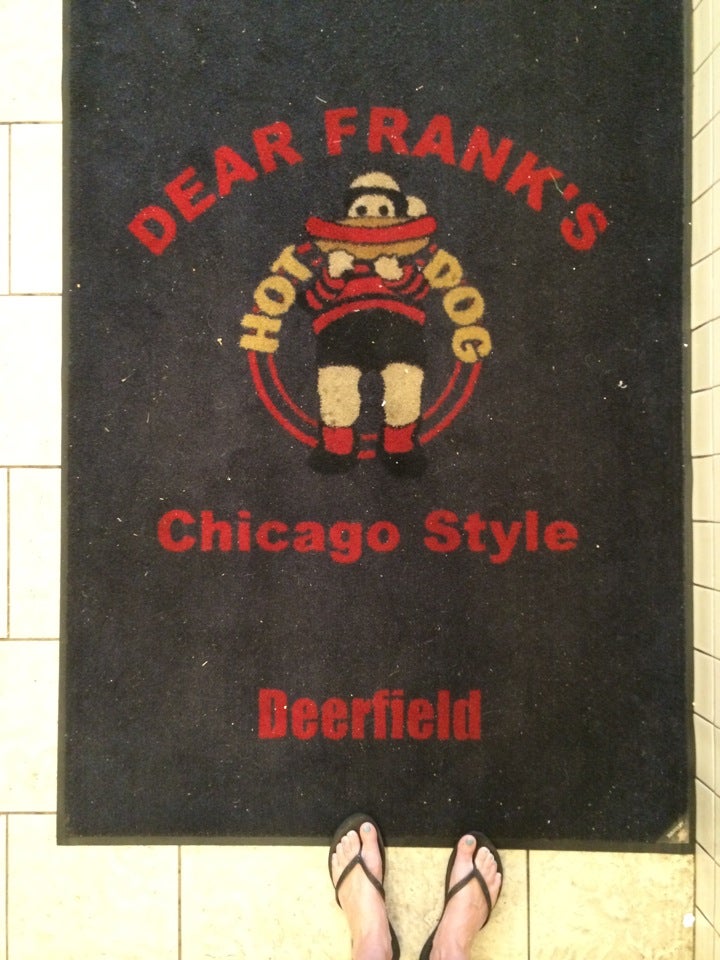 DEAR FRANK'S
HOT DOG
Chicago Style
Deerfield